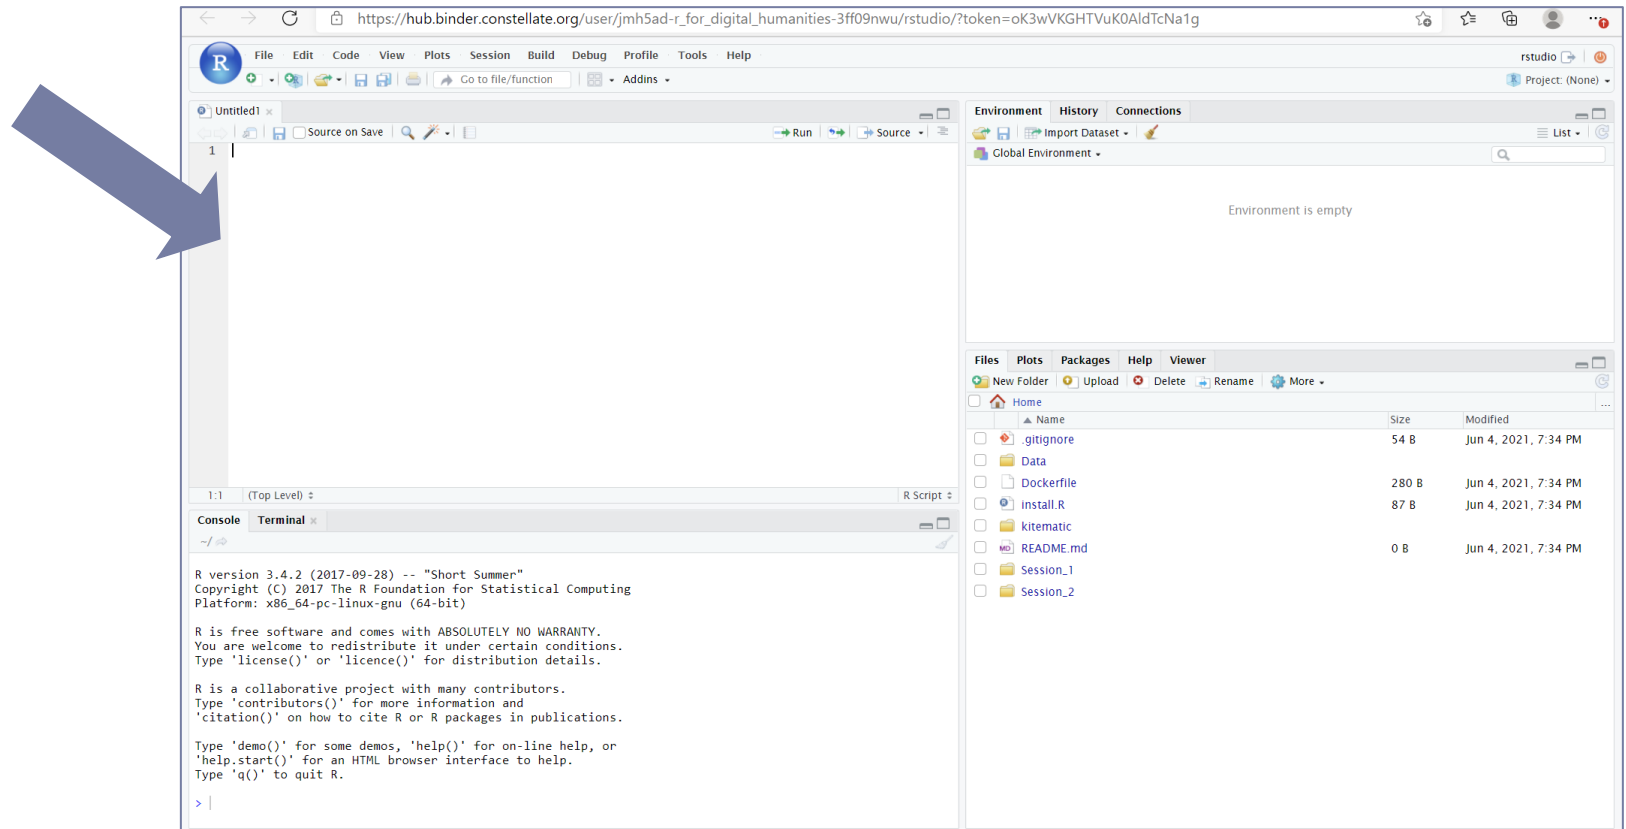 https://hub.binder.constellate.org/user/jmh5ad-r_for_digital_humanities-3ff09nwu/rstudio/?token=oK3wVKGHTVuK0AldTcNa1g
R File Edit Code View Plots Session Build Debug Profile Tools Help rstudio
Go to file/function Addins Project: (None)
Untitled1
Source on Save Run Source
1
1:1 (Top Level) R Script
Console Terminal
~/
R version 3.4.2 (2017-09-28) -- "Short Summer"
Copyright (C) 2017 The R Foundation for Statistical Computing
Platform: x86_64-pc-linux-gnu (64-bit)
R is free software and comes with ABSOLUTELY NO WARRANTY.
You are welcome to redistribute it under certain conditions.
Type 'license()' or 'licence()' for distribution details.
R is a collaborative project with many contributors.
Type 'contributors()' for more information and
'citation()' on how to cite R or R packages in publications.
Type 'demo()' for some demos, 'help()' for on-line help, or
'help.start()' for an HTML browser interface to help.
Type 'q()' to quit R.
>
Environment History Connections
Import Dataset List
Global Environment
Environment is empty
Files Plots Packages Help Viewer
New Folder Upload Delete Rename More
Home ...
Name Size Modified
.gitignore 54 B Jun 4, 2021, 7:34 PM
Data
Dockerfile 280 B Jun 4, 2021, 7:34 PM
install.R 87 B Jun 4, 2021, 7:34 PM
kitematic
MD README.md 0 B Jun 4, 2021, 7:34 PM
Session_1
Session_2